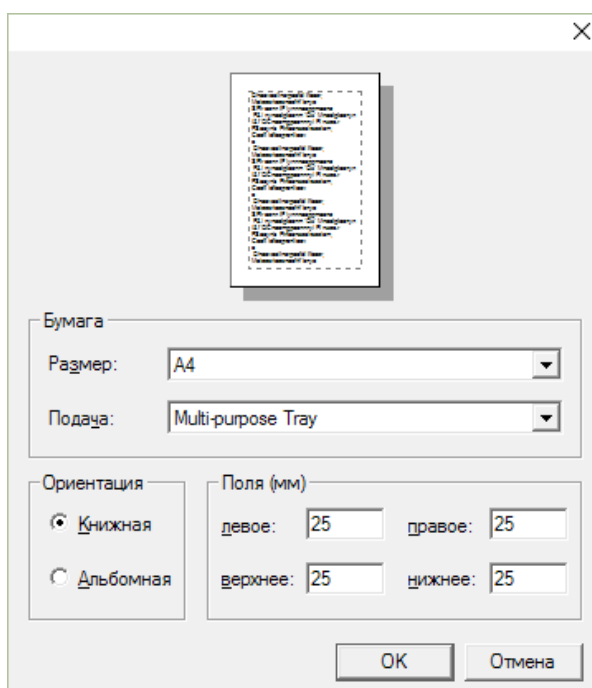 Бумага
Размер:
A4
Подача:
Multi-purpose Tray
Ориентация
Книжная
Альбомная
Поля (мм)
левое: 25 правое: 25
верхнее: 25 нижнее: 25
OK Отмена